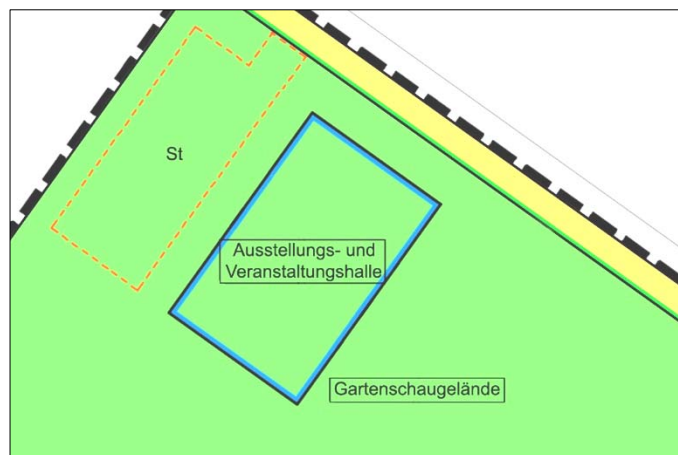 St
Ausstellungs- und
Veranstaltungshalle
Gartenschaugelände